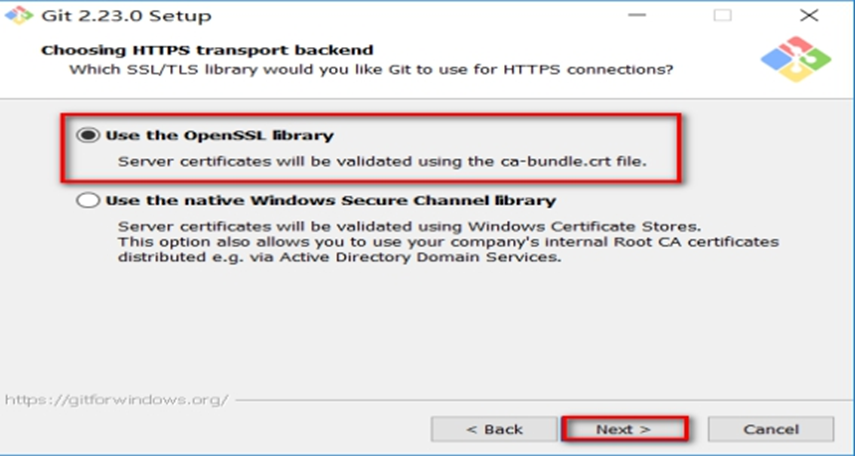 Git 2.23.0 Setup
Choosing HTTPS transport backend
Which SSL/TLS library would you like Git to use for HTTPS connections?
Use the OpenSSL library
Server certificates will be validated using the ca-bundle.crt file.
Use the native Windows Secure Channel library
Server certificates will be validated using Windows Certificate Stores.
This option also allows you to use your company's internal Root CA certificates
distributed e.g. via Active Directory Domain Services.
https://gitforwindows.org/
< Back Next > Cancel